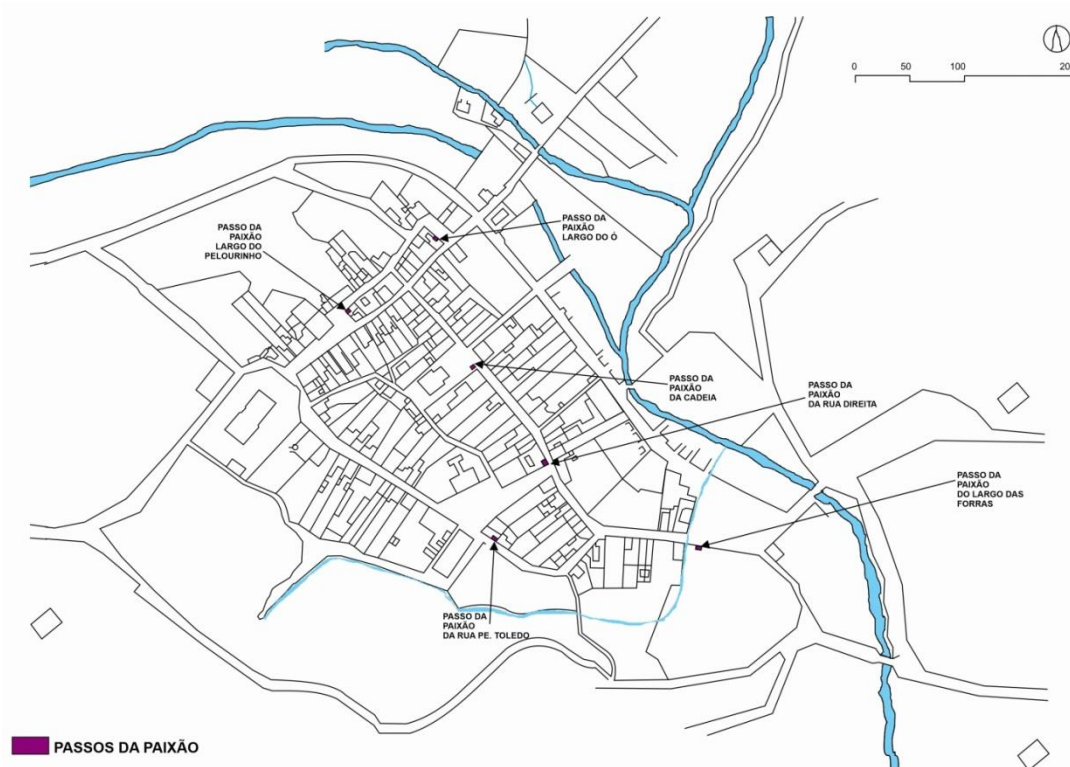 0 50 100 20
PASSO DA
PAIXÃO
LARGO DO Ó
PASSO DA
PAIXÃO
LARGO DO
PELOURINHO
PASSO DA
PAIXÃO
DA CADEIA
PASSO DA
PAIXÃO
DA RUA DIREITA
PASSO DA
PAIXÃO
DO LARGO DAS
FORRAS
PASSO DA
PAIXÃO
DA RUA PE. TOLEDO
PASSOS DA PAIXÃO